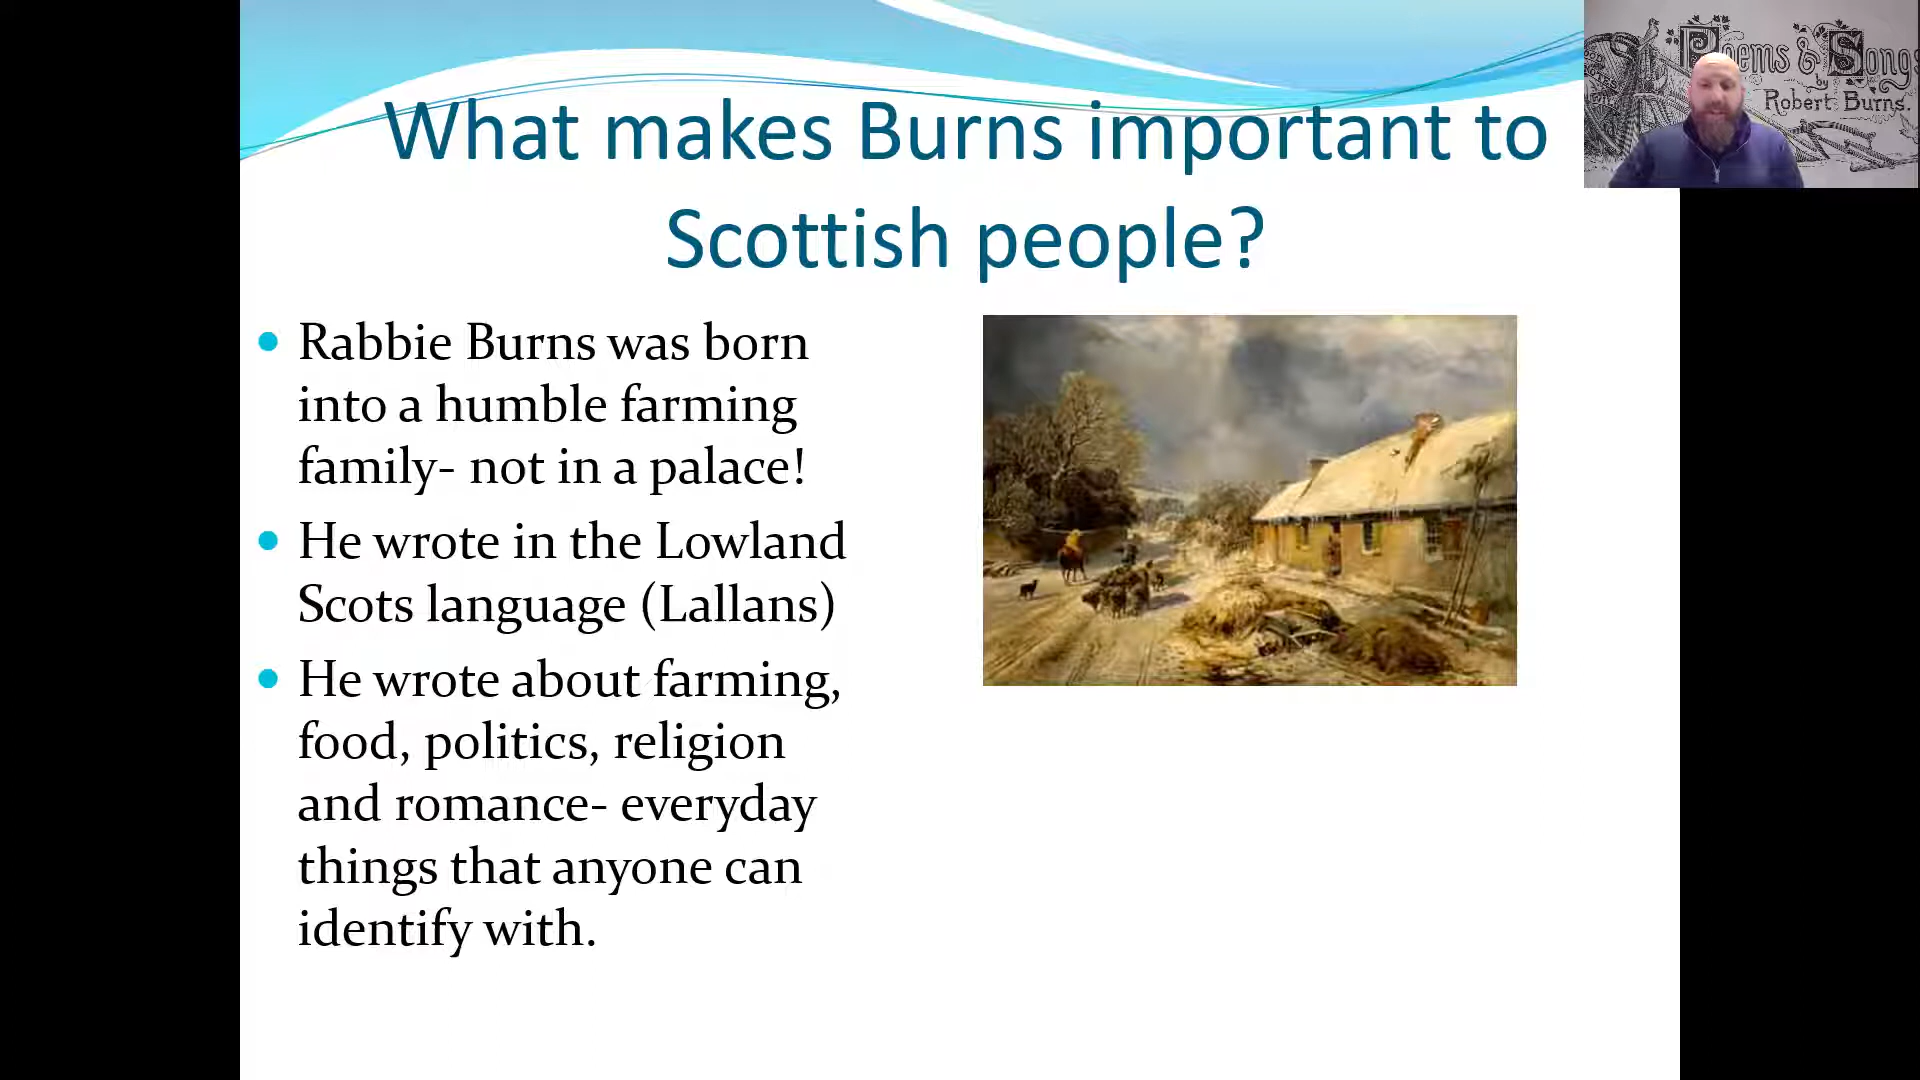 What makes Burns important to
Scottish people?
• Rabbie Burns was born
into a humble farming
family- not in a palace!
• He wrote in the Lowland
Scots language (Lallans)
• He wrote about farming,
food, politics, religion
and romance- everyday
things that anyone can
identify with.
Poems & Songs
by
Robert Burns.